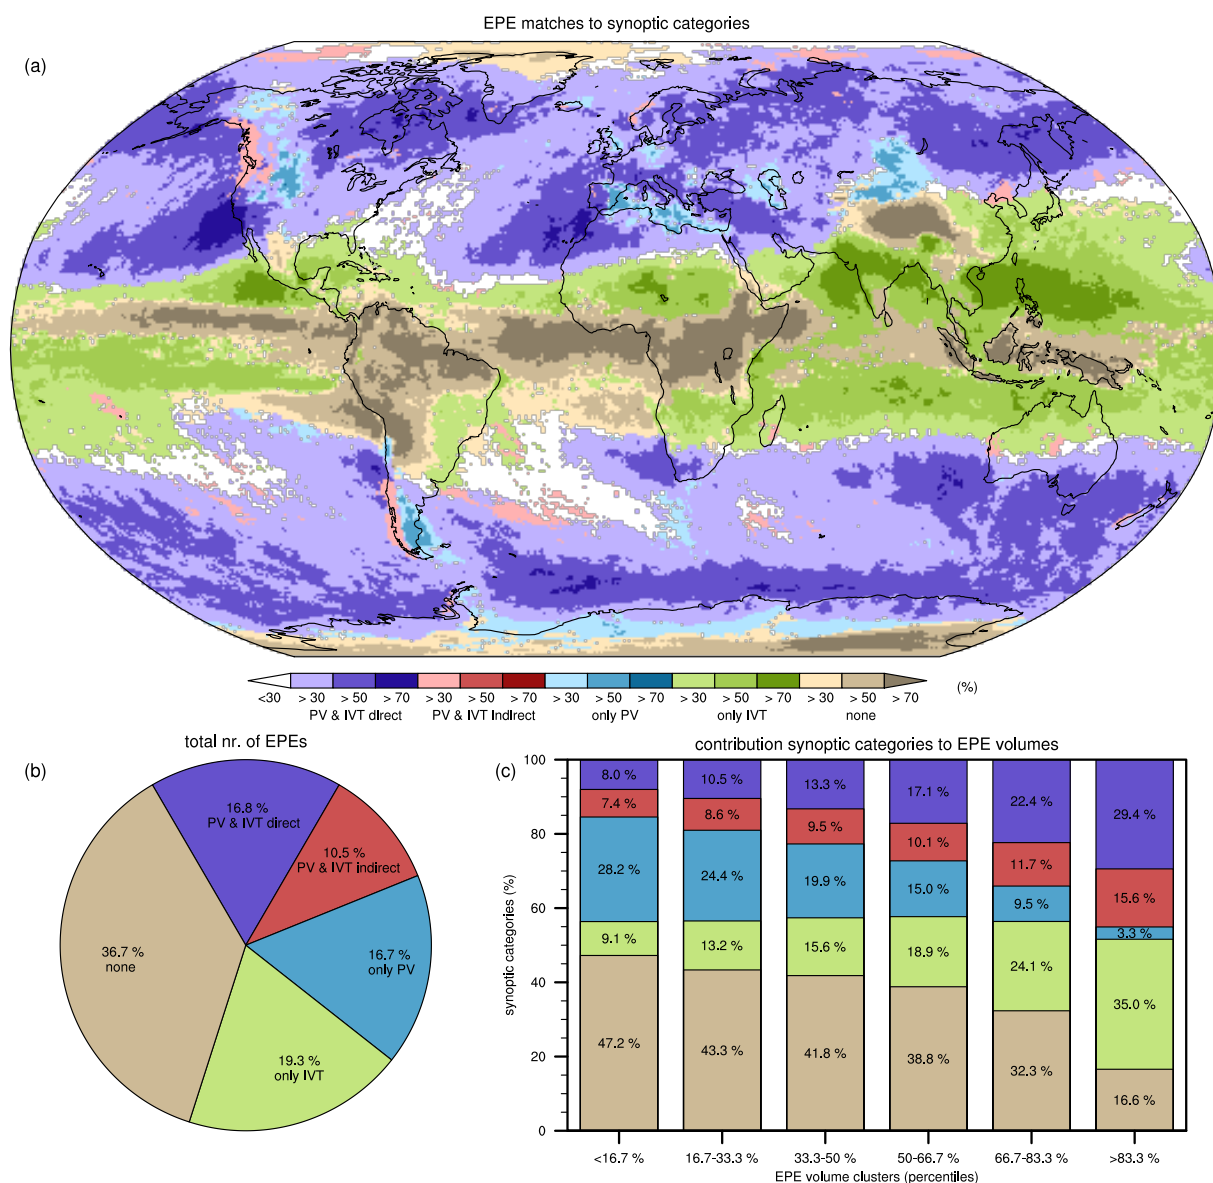 EPE matches to synoptic categories
(a)
<30 > 30 > 50 > 70 > 30 > 50 > 70 > 30 > 50 > 70 > 30 > 50 > 70 > 30 > 50 > 70 (%)
PV & IVT direct PV & IVT indirect only PV only IVT none
total nr. of EPEs
(b)
16.8 %
PV & IVT direct
10.5 %
PV & IVT indirect
16.7 %
only PV
19.3 %
only IVT
36.7 %
none
contribution synoptic categories to EPE volumes
(c)
synoptic categories (%)
100
80
60
40
20
0
8.0 % 10.5 % 13.3 % 17.1 % 22.4 % 29.4 %
7.4 % 8.6 % 9.5 % 10.1 % 11.7 % 15.6 %
28.2 % 24.4 % 19.9 % 15.0 % 9.5 % 3.3 %
9.1 % 13.2 % 15.6 % 18.9 % 24.1 % 35.0 %
47.2 % 43.3 % 41.8 % 38.8 % 32.3 % 16.6 %
<16.7 % 16.7-33.3 % 33.3-50 % 50-66.7 % 66.7-83.3 % >83.3 %
EPE volume clusters (percentiles)